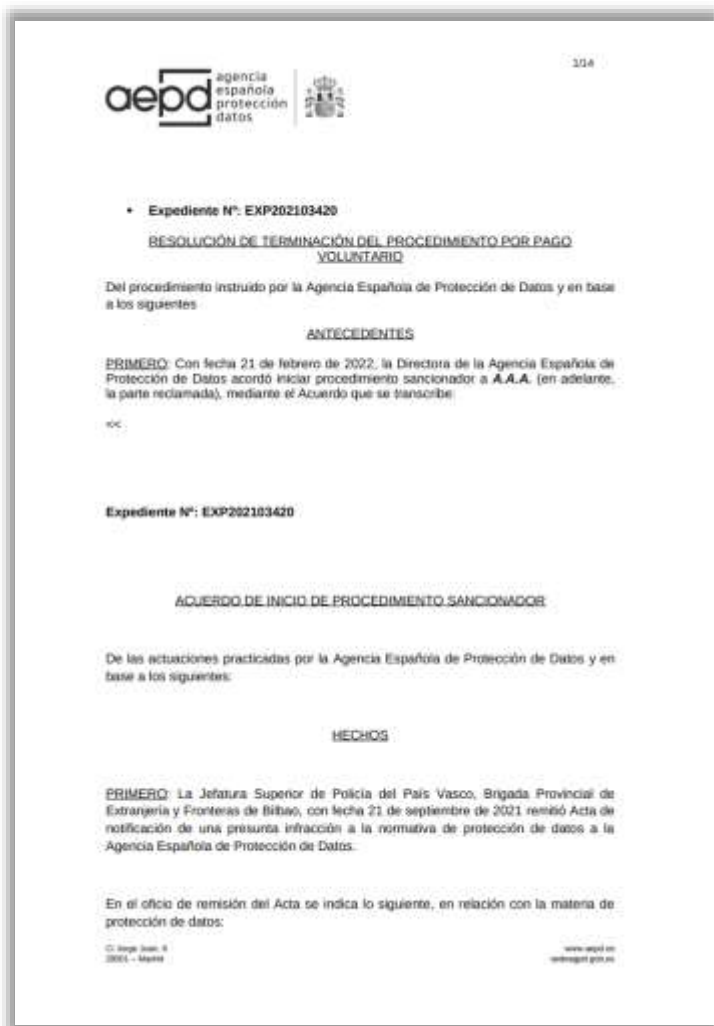 1/14
aepd
agencia
española
protección
datos
• Expediente N°: EXP202103420
RESOLUCIÓN DE TERMINACIÓN DEL PROCEDIMIENTO POR PAGO
VOLUNTARIO
Del procedimiento instruido por la Agencia Española de Protección de Datos y en base
a los siguientes
ANTECEDENTES
PRIMERO: Con fecha 21 de febrero de 2022, la Directora de la Agencia Española de
Protección de Datos acordó iniciar procedimiento sancionador a A.A.A. (en adelante,
la parte reclamada), mediante el Acuerdo que se transcribe:
<<
Expediente N°: EXP202103420
ACUERDO DE INICIO DE PROCEDIMIENTO SANCIONADOR
De las actuaciones practicadas por la Agencia Española de Protección de Datos y en
base a los siguientes:
HECHOS
PRIMERO: La Jefatura Superior de Policía del País Vasco, Brigada Provincial de
Extranjería y Fronteras de Bilbao, con fecha 21 de septiembre de 2021 remitió Acta de
notificación de una presunta infracción a la normativa de protección de datos a la
Agencia Española de Protección de Datos.
En el oficio de remisión del Acta se indica lo siguiente, en relación con la materia de
protección de datos:
C/ Jorge Juan, 6
28001 – Madrid
www.aepd.es
sedeagpd.gob.es